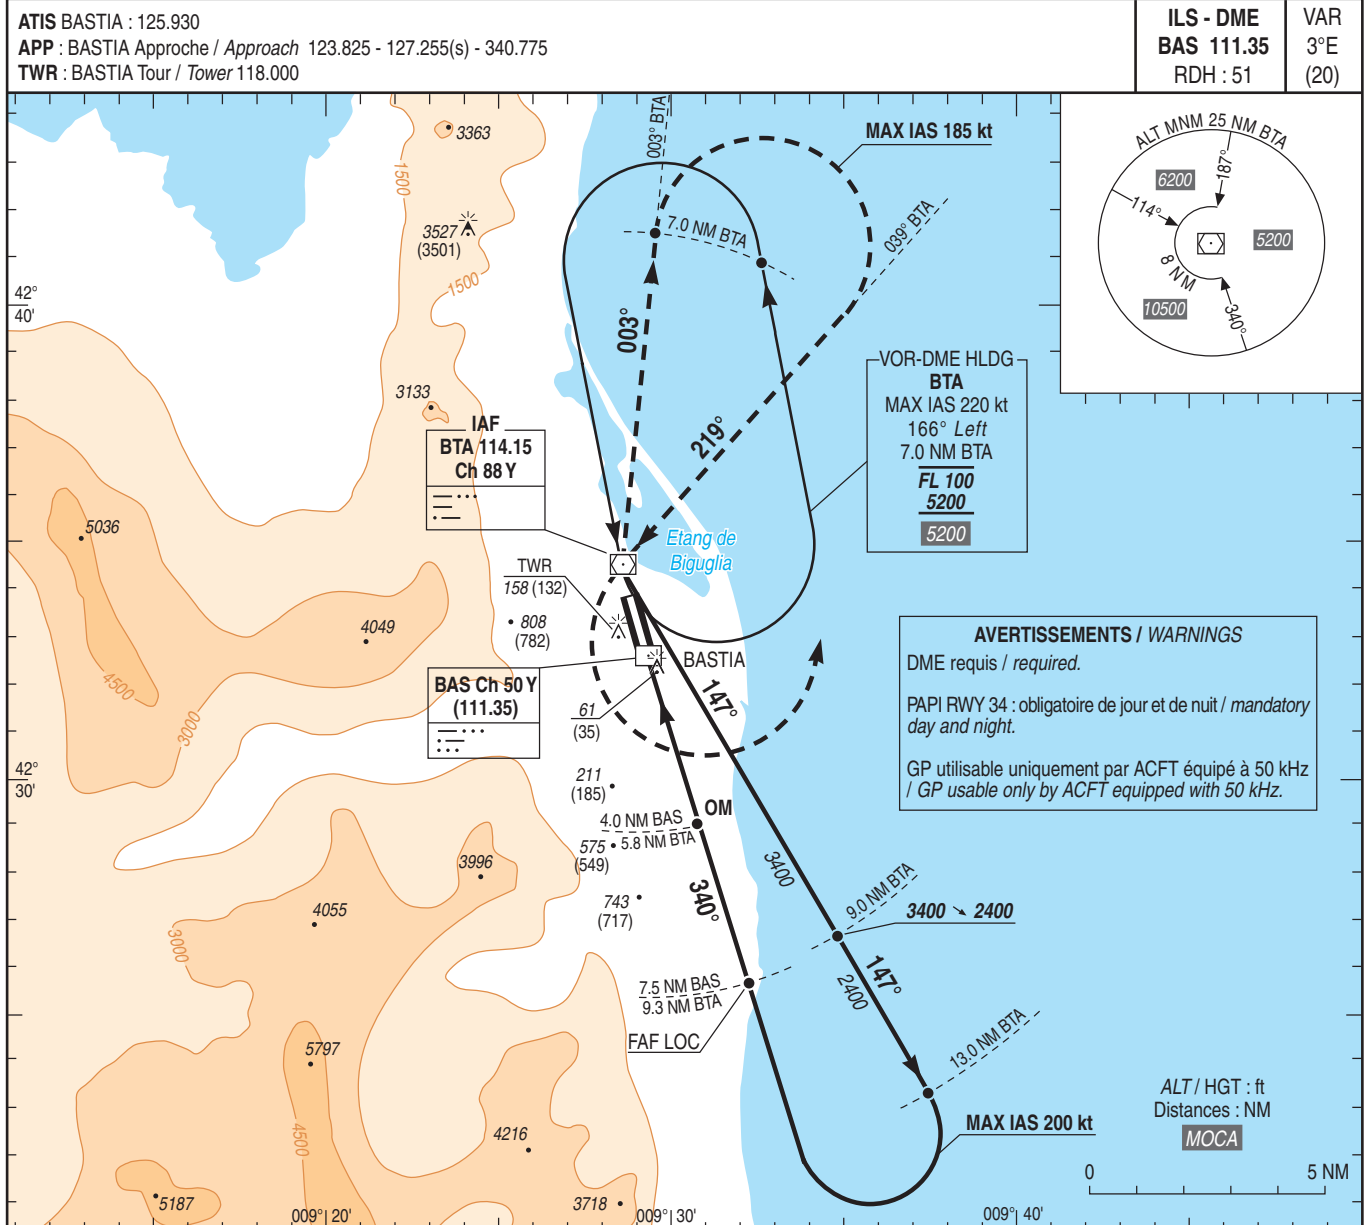 ATIS BASTIA : 125.930
APP : BASTIA Approche / Approach 123.825 - 127.255(s) - 340.775
TWR : BASTIA Tour / Tower 118.000
ILS - DME
BAS 111.35
RDH : 51
VAR
3°E
(20)
3363
1500
3527
(3501)
1500
003° BTA
MAX IAS 185 kt
7.0 NM BTA
039° BTA
ALT MNM 25 NM BTA
6200
187°
114°
5200
8 NM
10500
340°
42°
40'
003°
219°
3133
VOR-DME HLDG
BTA
MAX IAS 220 kt
166° Left
7.0 NM BTA
FL 100
5200
5200
IAF
BTA 114.15
Ch 88 Y
5036
Etang de
Biguglia
TWR
158 (132)
808
(782)
4049
4500
3000
BASTIA
BAS Ch 50 Y
(111.35)
61
(35)
147°
AVERTISSEMENTS / WARNINGS
DME requis / required.
PAPI RWY 34 : obligatoire de jour et de nuit / mandatory
day and night.
GP utilisable uniquement par ACFT équipé à 50 kHz
/ GP usable only by ACFT equipped with 50 kHz.
42°
30'
211
(185)
OM
4.0 NM BAS
5.8 NM BTA
575
(549)
3996
3400
743
(717)
340°
4055
3000
9.0 NM BTA
3400 ↘ 2400
147°
2400
7.5 NM BAS
9.3 NM BTA
FAF LOC
13.0 NM BTA
5797
4500
4216
MAX IAS 200 kt
ALT / HGT : ft
Distances : NM
MOCA
0 5 NM
5187
3718
009° 20'
009° 30'
009° 40'